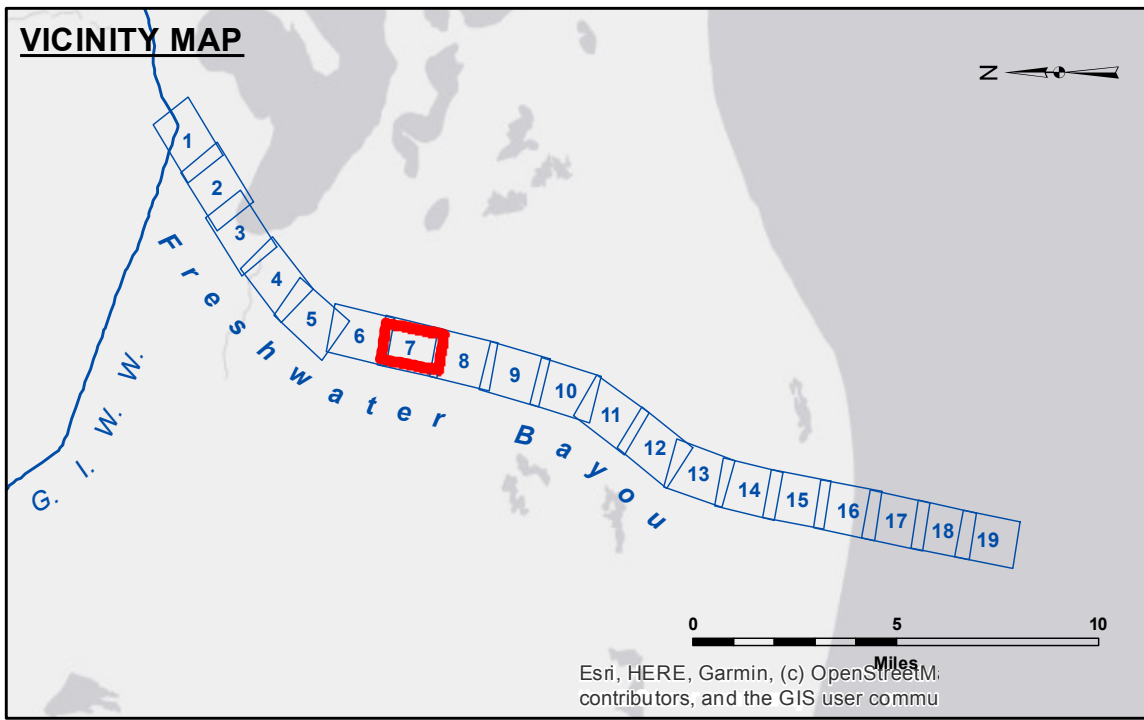 VICINITY MAP
N
1
2
3
4
5
6
7
8
9
10
11
12
13
14
15
16
17
18
19
Freshwater Bayou
G. I. W. W.
0 5 10
Miles
Esri, HERE, Garmin, (c) OpenStreetM
contributors, and the GIS user commu